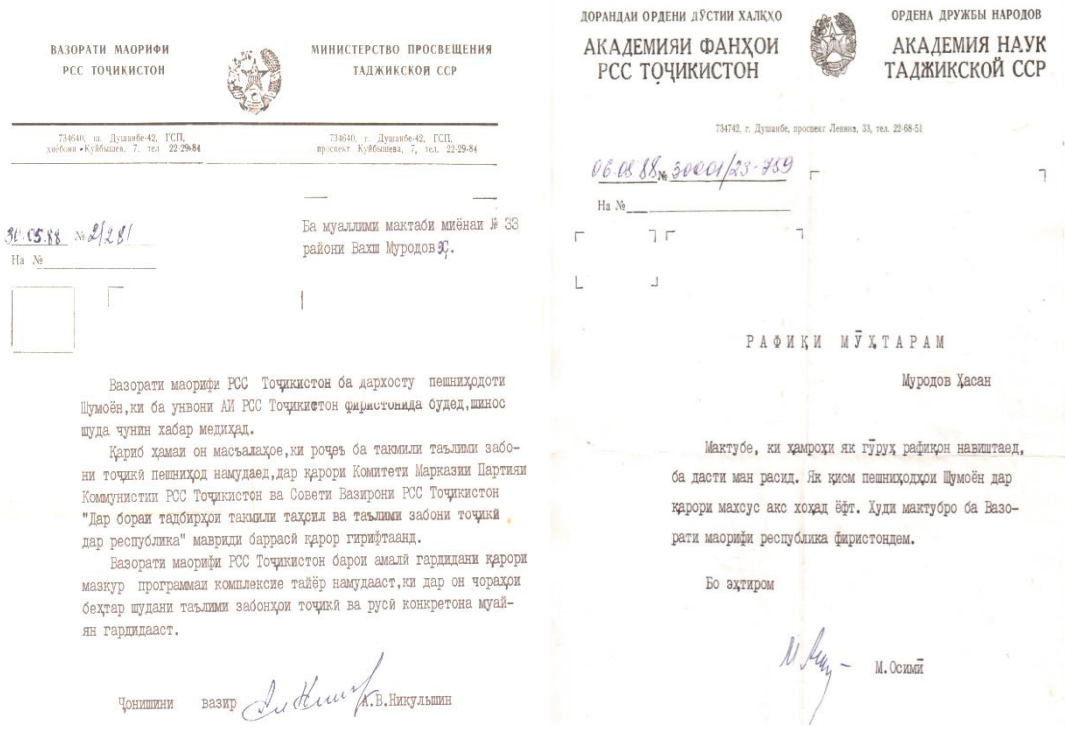 ВАЗОРАТИ МАОРИФИ
РСС ТОҶИКИСТОН
МИНИСТЕРСТВО ПРОСВЕЩЕНИЯ
ТАДЖИКСКОЙ ССР
734640, ш. Душанбе-42, ГСП,
хиёбони Куйбышев, 7. тел 22-29-84
734640, г. Душанбе-42, ГСП,
проспект Куйбышева, 7, тел. 22-29-84
30.05.88 № 2/281
На №
Ба муаллими мактаби миёнаи № 33
райони Вахш Муродов Ҳ.
Вазорати маорифи РСС Тоҷикистон ба дархосту пешниҳодоти
Шумоён,ки ба унвони АИ РСС Тоҷикистон фиристонида будед,шинос
шуда чунин хабар медиҳад.
Қариб ҳамаи он масъалаҳое,ки роҷеъ ба такмили таълими забо-
ни тоҷикӣ пешниҳод намудаед,дар қарори Комитети Марказии Партияи
Коммунистии РСС Тоҷикистон ва Совети Вазирони РСС Тоҷикистон
"Дар бораи тадбирҳои такмили таҳсил ва таълими забони тоҷикӣ
дар республика" мавриди баррасӣ қарор гирифтаанд.
Вазорати маорифи РСС Тоҷикистон барои амалӣ гардидани қарори
мазкур программаи комплексие тайёр намудааст,ки дар он чораҳои
беҳтар шудани таълими забонҳои тоҷикӣ ва русӣ конкретона муай-
ян гардидааст.
Ҷонишини вазир А.В.Никульшин
ДОРАНДАИ ОРДЕНИ ДӮСТИИ ХАЛҚҲО
АКАДЕМИЯИ ФАНҲОИ
РСС ТОҶИКИСТОН
ОРДЕНА ДРУЖБЫ НАРОДОВ
АКАДЕМИЯ НАУК
ТАДЖИКСКОЙ ССР
734742, г. Душанбе, проспект Ленина, 33, тел. 22-68-51
06.08.88 № 30001/23-759
На №
РАФИҚИ МӮҲТАРАМ
Муродов Ҳасан
Мактубе, ки ҳамроҳи як гӯруҳ рафиқон навиштаед,
ба дасти ман расид. Як қисм пешниҳодҳои Шумоён дар
қарори махсус акс хоҳад ёфт. Худи мактубро ба Вазо-
рати маорифи республика фиристондем.
Бо эҳтиром
М.Осимӣ